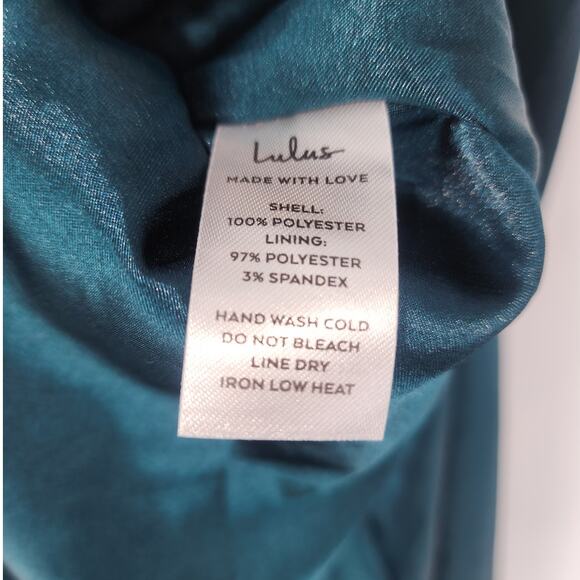 Lulus
MADE WITH LOVE
SHELL:
100% POLYESTER
LINING:
97% POLYESTER
3% SPANDEX
HAND WASH COLD
DO NOT BLEACH
LINE DRY
IRON LOW HEAT